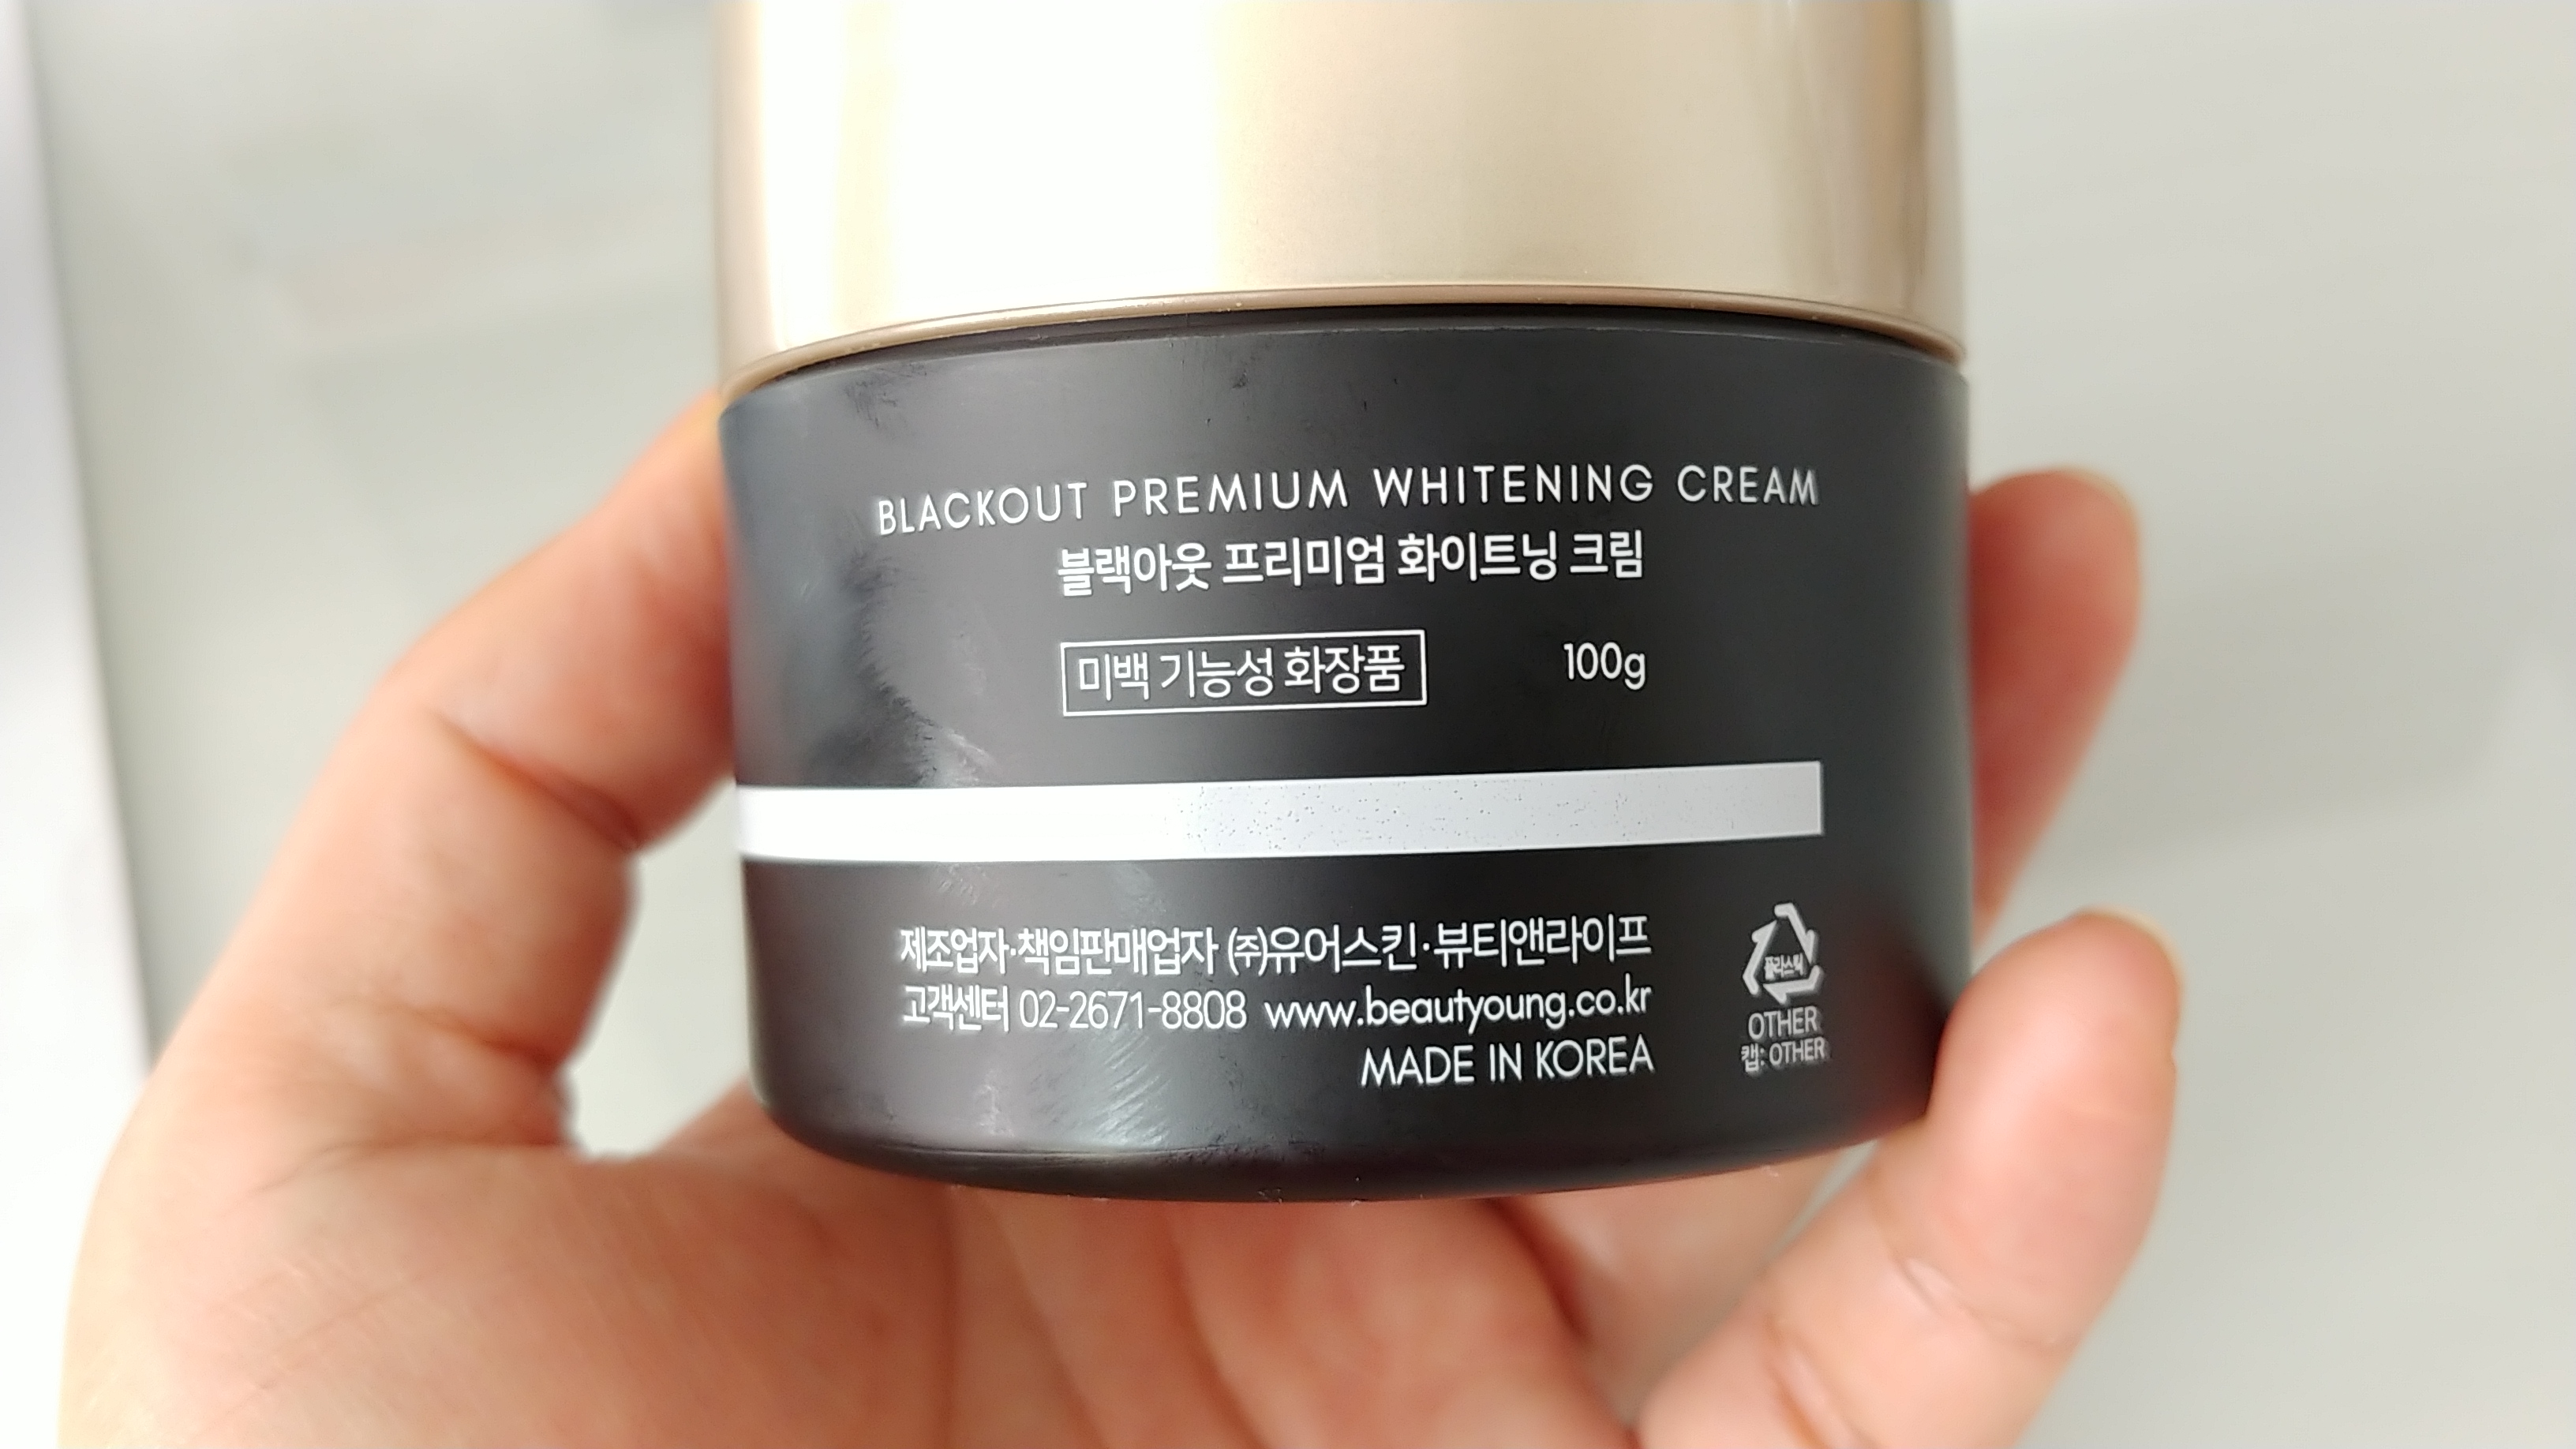 BLACKOUT PREMIUM WHITENING CREAM
블랙아웃 프리미엄 화이트닝 크림
미백 기능성 화장품 100g
제조업자·책임판매업자 (주)유어스킨·뷰티앤라이프
고객센터 02-2671-8808 www.beautyoung.co.kr
MADE IN KOREA
플라스틱
OTHER
캡: OTHER